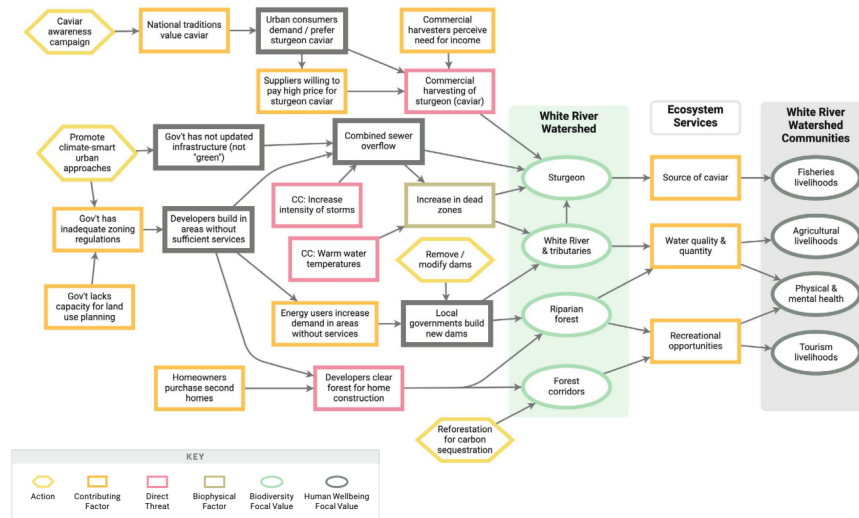 Caviar
awareness
campaign
National traditions
value caviar
Urban consumers
demand / prefer
sturgeon caviar
Commercial
harvesters perceive
need for income
Suppliers willing to
pay high price for
sturgeon caviar
Commercial
harvesting of
sturgeon (caviar)
White River
Watershed
Ecosystem
Services
White River
Watershed
Communities
Promote
climate-smart
urban
approaches
Gov't has not updated
infrastructure (not
"green")
Combined sewer
overflow
Sturgeon
Source of caviar
Fisheries
livelihoods
CC: Increase
intensity of storms
Increase in dead
zones
Gov't has
inadequate zoning
regulations
Developers build in
areas without
sufficient services
CC: Warm water
temperatures
Remove /
modify dams
White River
& tributaries
Water quality &
quantity
Agricultural
livelihoods
Gov't lacks
capacity for land
use planning
Energy users increase
demand in areas
without services
Local
governments build
new dams
Riparian
forest
Physical &
mental health
Recreational
opportunities
Tourism
livelihoods
Homeowners
purchase second
homes
Developers clear
forest for home
construction
Forest
corridors
Reforestation
for carbon
sequestration
KEY
Action
Contributing
Factor
Direct
Threat
Biophysical
Factor
Biodiversity
Focal Value
Human Wellbeing
Focal Value